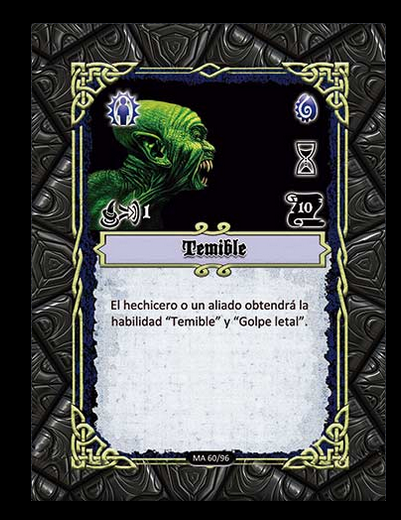 1
10
Temible
El hechicero o un aliado obtendrá la
habilidad “Temible” y “Golpe letal”.
MA 60/96